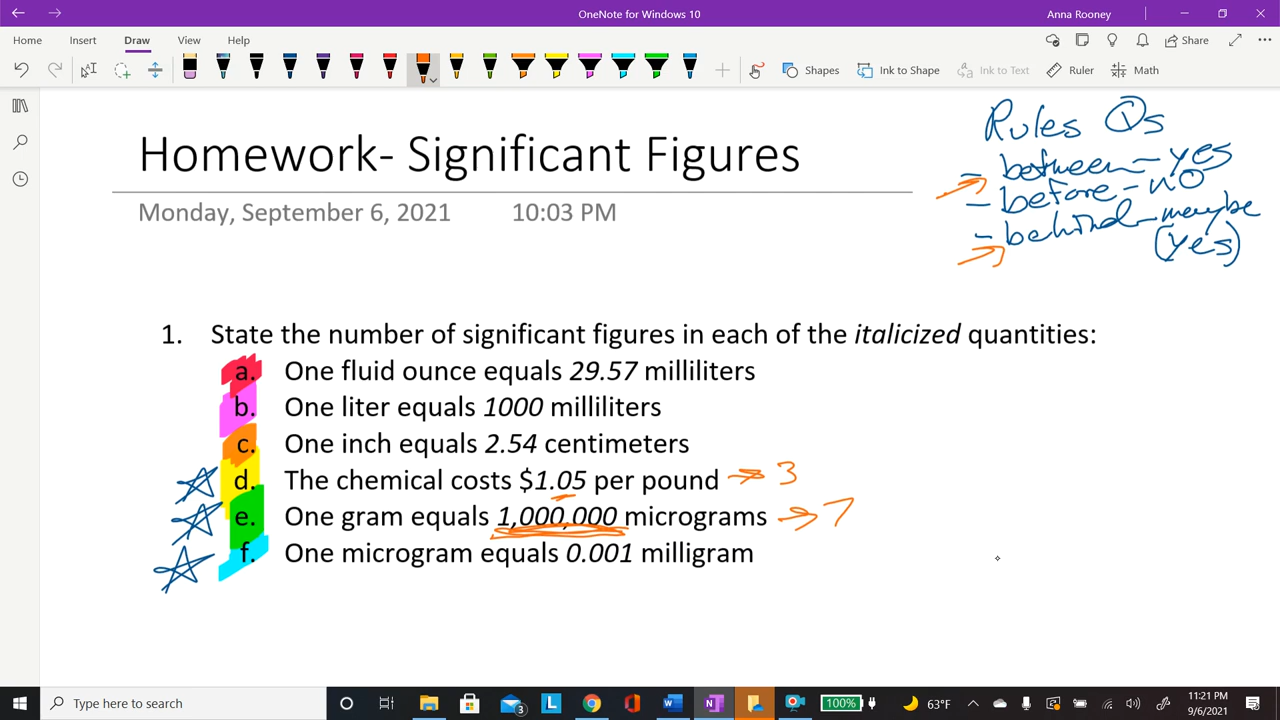 OneNote for Windows 10
Anna Rooney
Home Insert Draw View Help
Share
Shapes Ink to Shape Ink to Text Ruler Math
Rules Qs
- between - yes
- before - no
- behind - maybe
(yes)
Homework- Significant Figures
Monday, September 6, 2021 10:03 PM
1. State the number of significant figures in each of the italicized quantities:
a. One fluid ounce equals 29.57 milliliters
b. One liter equals 1000 milliliters
c. One inch equals 2.54 centimeters
d. The chemical costs $1.05 per pound → 3
e. One gram equals 1,000,000 micrograms → 7
f. One microgram equals 0.001 milligram
Type here to search
3
L
W
N
100%
63°F
11:21 PM
9/6/2021